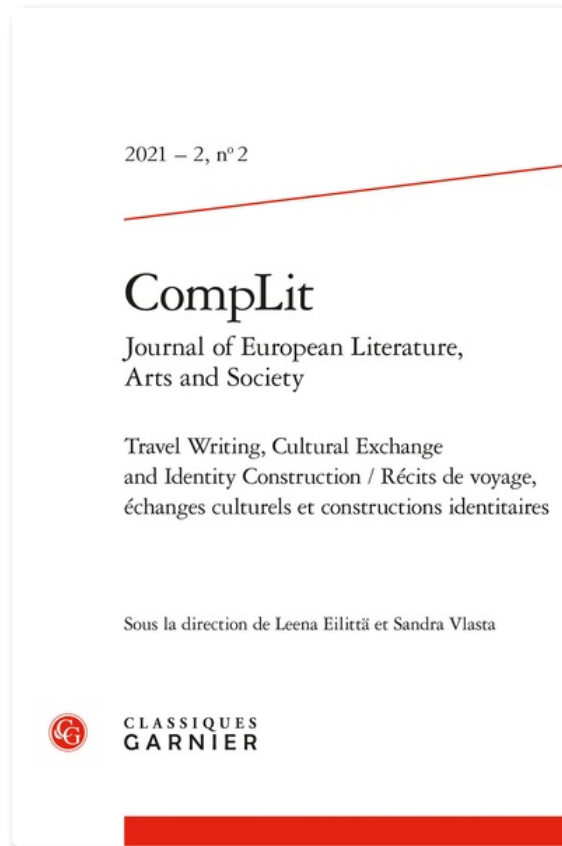 2021 – 2, nº 2
CompLit
Journal of European Literature,
Arts and Society
Travel Writing, Cultural Exchange
and Identity Construction / Récits de voyage,
échanges culturels et constructions identitaires
Sous la direction de Leena Eilittä et Sandra Vlasta
CG
CLASSIQUES
GARNIER